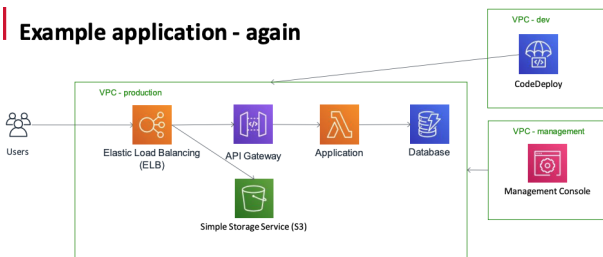 Example application - again
VPC - dev
CodeDeploy
VPC - production
Users
Elastic Load Balancing
(ELB)
API Gateway
Application
Database
Simple Storage Service (S3)
VPC - management
Management Console